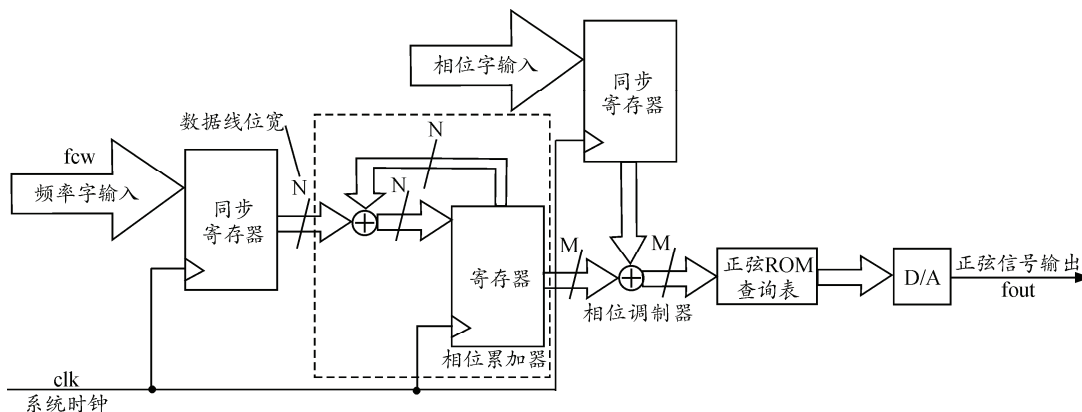 相位字输入
同步
寄存器
数据线位宽
N
fcw
频率字输入
同步
寄存器
N
N
寄存器
相位累加器
M
M
相位调制器
正弦ROM
查询表
D/A
正弦信号输出
fout
clk
系统时钟